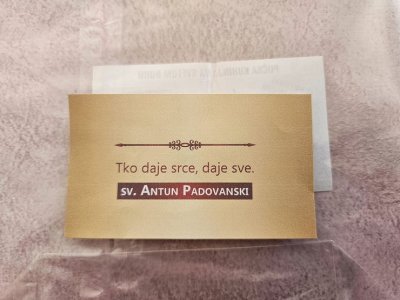 Tko daje srce, daje sve.
sv. ANTUN PADOVANSKI